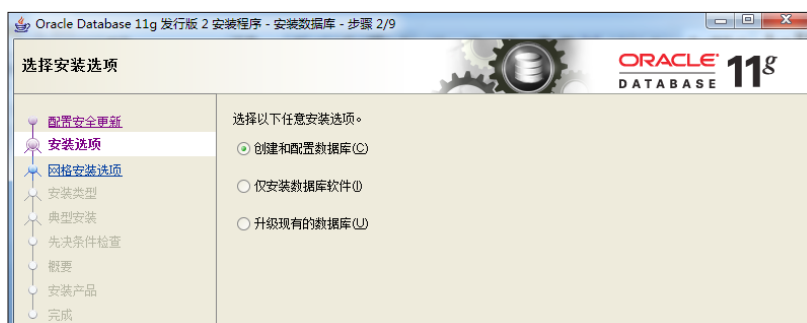 Oracle Database 11g 发行版 2 安装程序 - 安装数据库 - 步骤 2/9
选择安装选项
ORACLE
DATABASE 11g
配置安全更新
安装选项
网格安装选项
安装类型
典型安装
先决条件检查
概要
安装产品
完成
选择以下任意安装选项。
创建和配置数据库(C)
仅安装数据库软件(I)
升级现有的数据库(U)